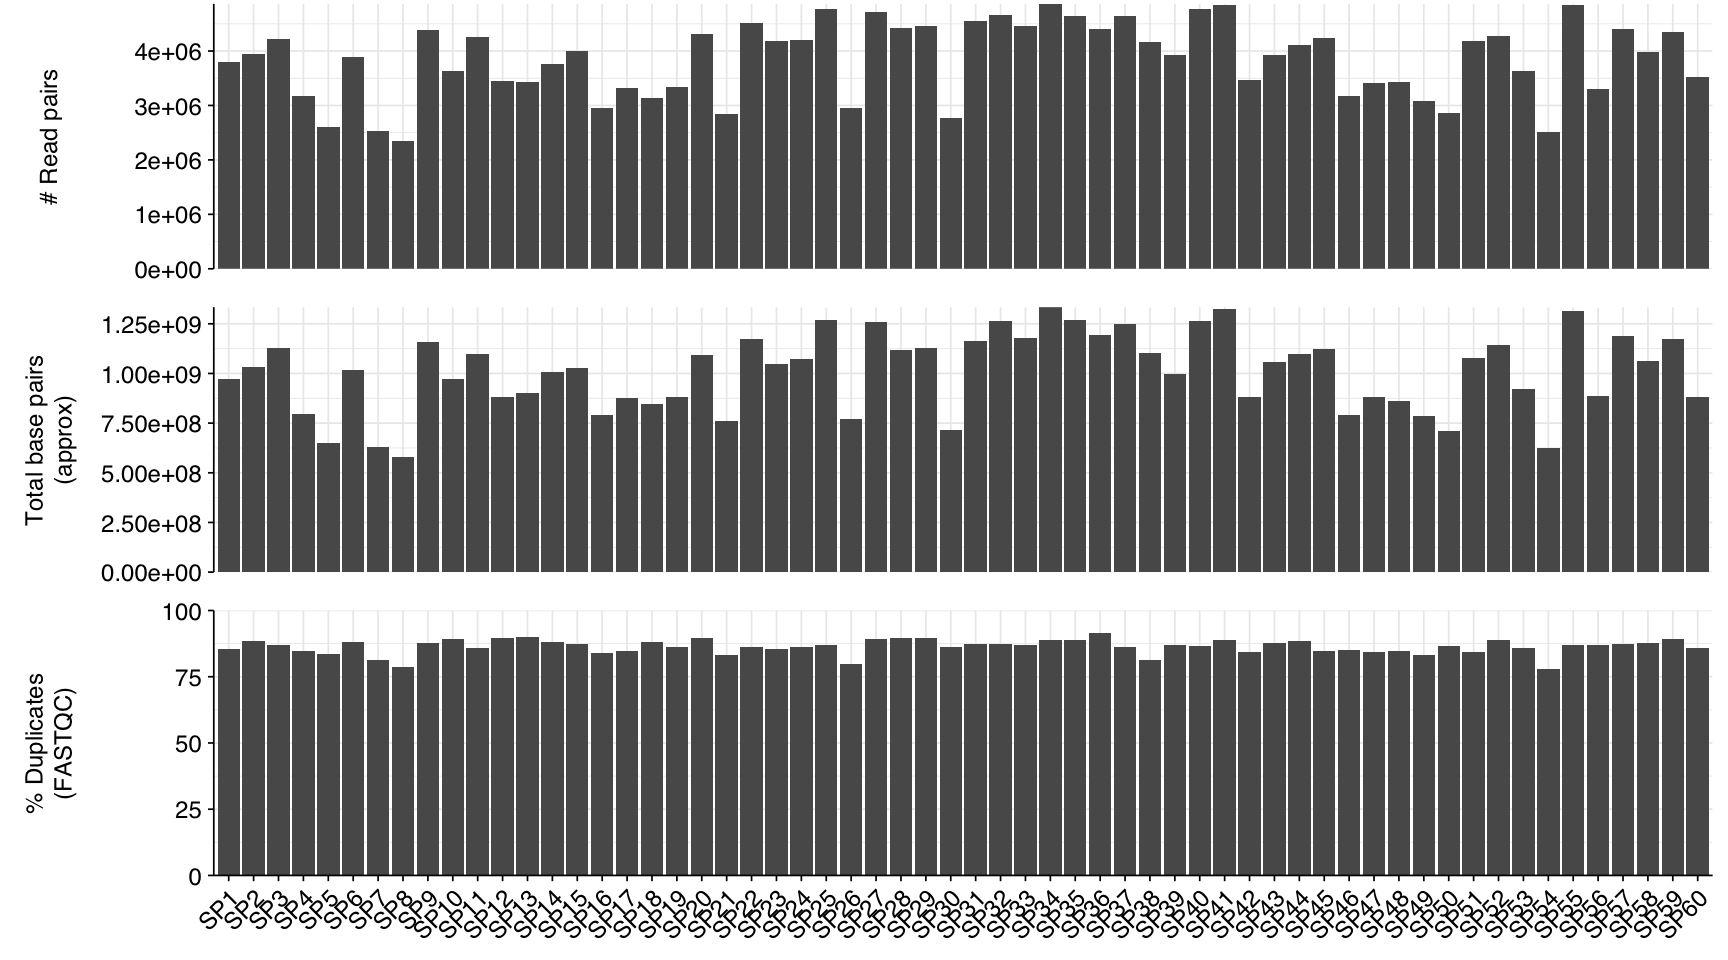 # Read pairs
4e+06
3e+06
2e+06
1e+06
0e+00
Total base pairs
(approx)
1.25e+09
1.00e+09
7.50e+08
5.00e+08
2.50e+08
0.00e+00
% Duplicates
(FASTQC)
100
75
50
25
0
SP1
SP2
SP3
SP4
SP5
SP6
SP7
SP8
SP9
SP10
SP11
SP12
SP13
SP14
SP15
SP16
SP17
SP18
SP19
SP20
SP21
SP22
SP23
SP24
SP25
SP26
SP27
SP28
SP29
SP30
SP31
SP32
SP33
SP34
SP35
SP36
SP37
SP38
SP39
SP40
SP41
SP42
SP43
SP44
SP45
SP46
SP47
SP48
SP49
SP50
SP51
SP52
SP53
SP54
SP55
SP56
SP57
SP58
SP59
SP60